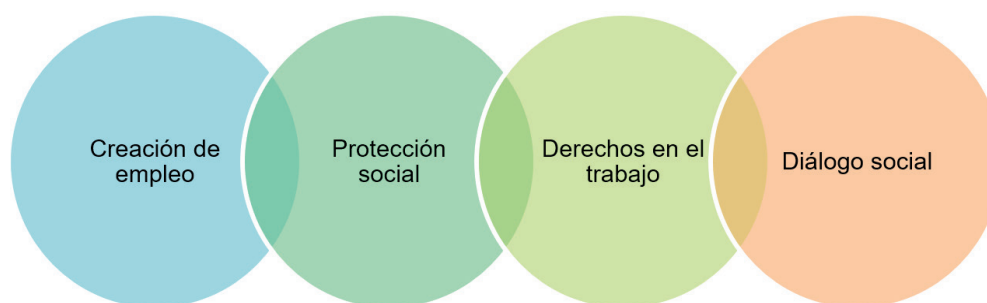 Creación de
empleo
Protección
social
Derechos en el
trabajo
Diálogo social